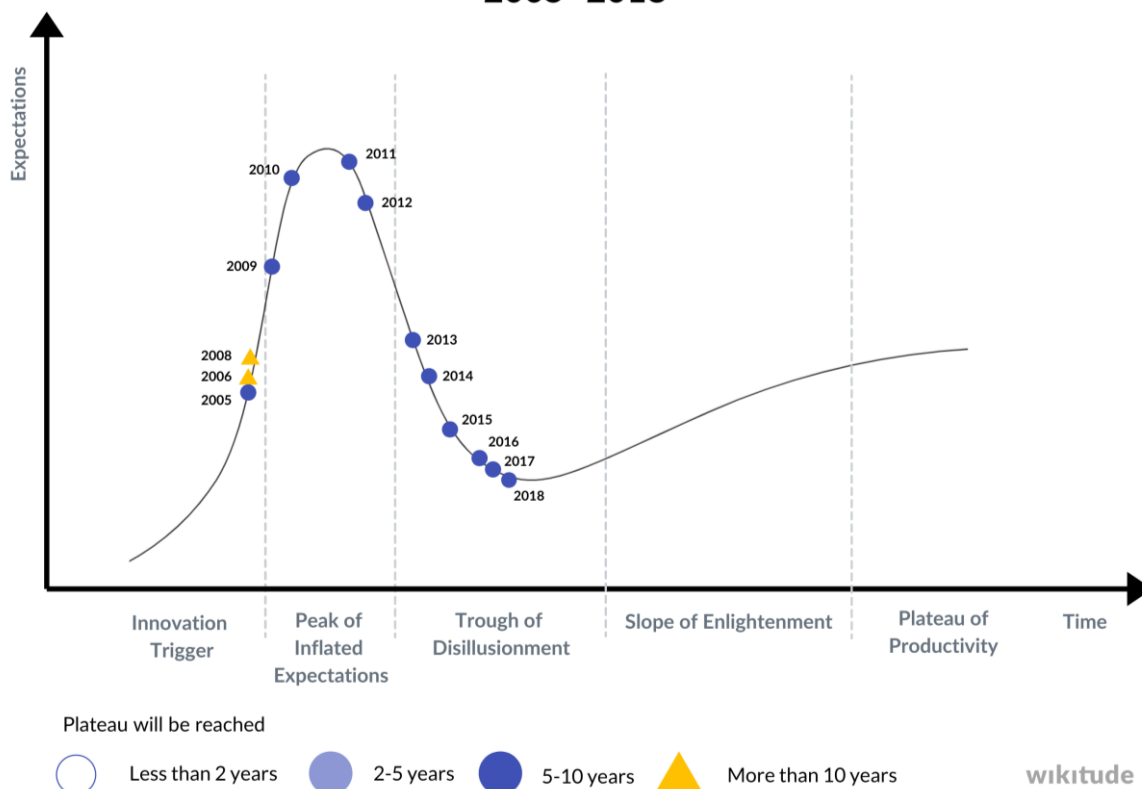 Expectations
2010
2011
2012
2009
2008
2006
2005
2013
2014
2015
2016
2017
2018
Innovation
Trigger
Peak of
Inflated
Expectations
Trough of
Disillusionment
Slope of Enlightenment
Plateau of
Productivity
Time
Plateau will be reached
Less than 2 years
2-5 years
5-10 years
More than 10 years
wikitude